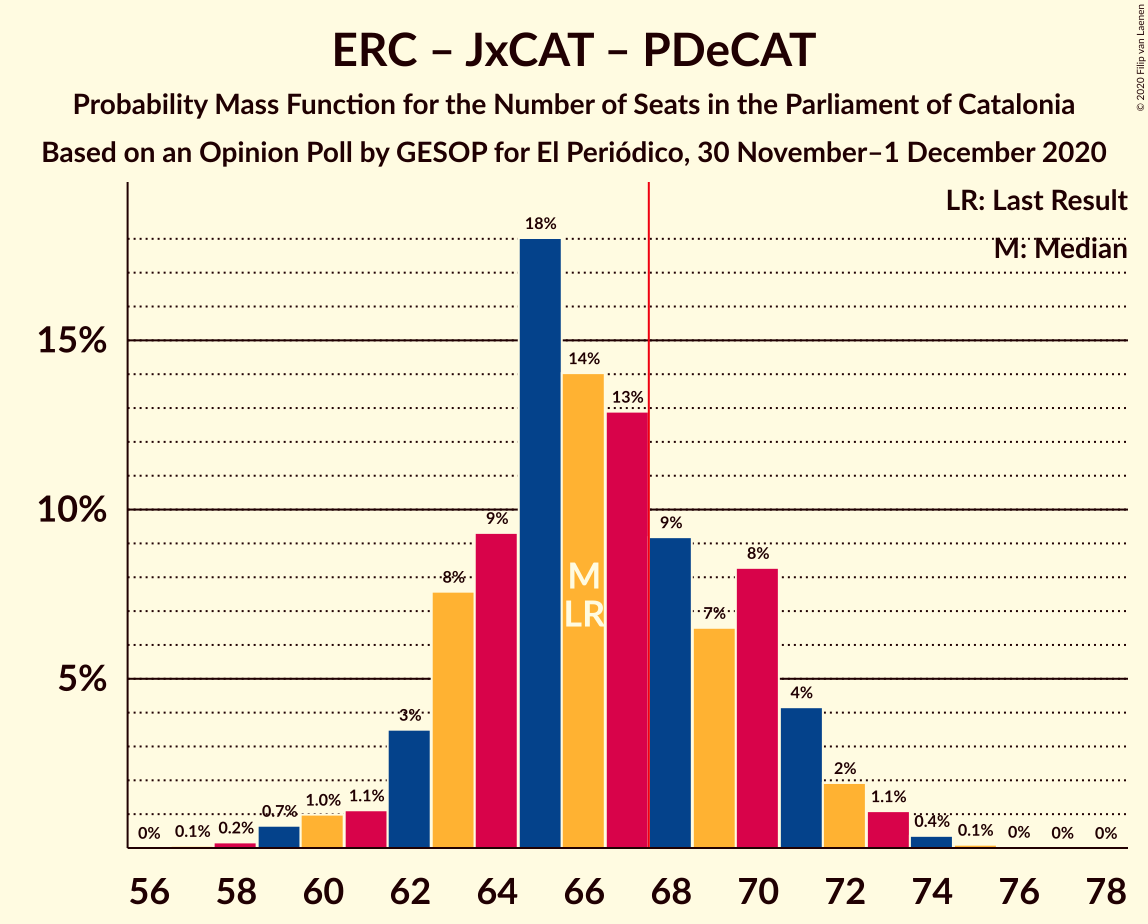 ERC – JxCAT – PDeCAT
Probability Mass Function for the Number of Seats in the Parliament of Catalonia
Based on an Opinion Poll by GESOP for El Periódico, 30 November–1 December 2020
© 2020 Filip van Laenen
LR: Last Result
M: Median
15%
10%
5%
0%
0.1%
0.2%
0.7%
1.0%
1.1%
3%
8%
9%
18%
14%
13%
9%
7%
8%
4%
2%
1.1%
0.4%
0.1%
0%
0%
0%
M
LR
56 58 60 62 64 66 68 70 72 74 76 78